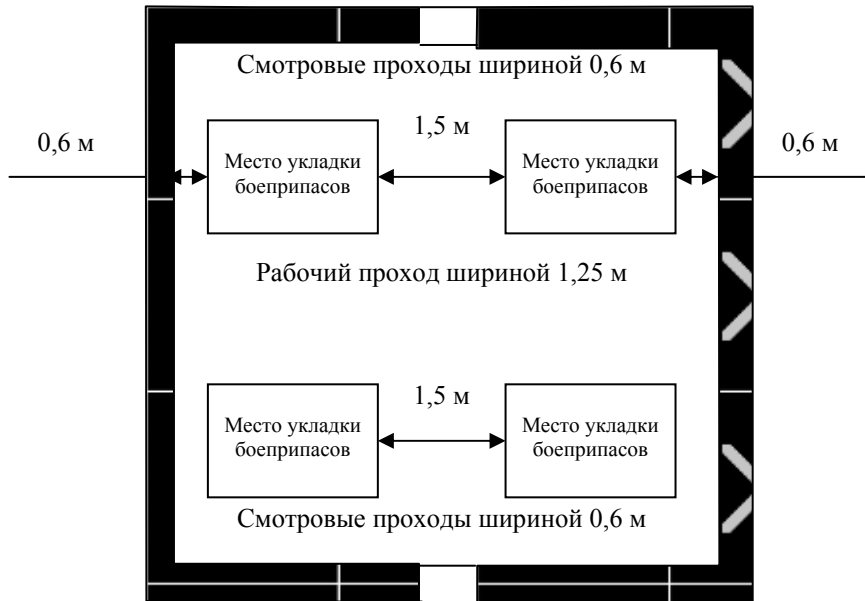 Смотровые проходы шириной 0,6 м
0,6 м
1,5 м
0,6 м
Место укладки
боеприпасов
Место укладки
боеприпасов
Рабочий проход шириной 1,25 м
1,5 м
Место укладки
боеприпасов
Место укладки
боеприпасов
Смотровые проходы шириной 0,6 м